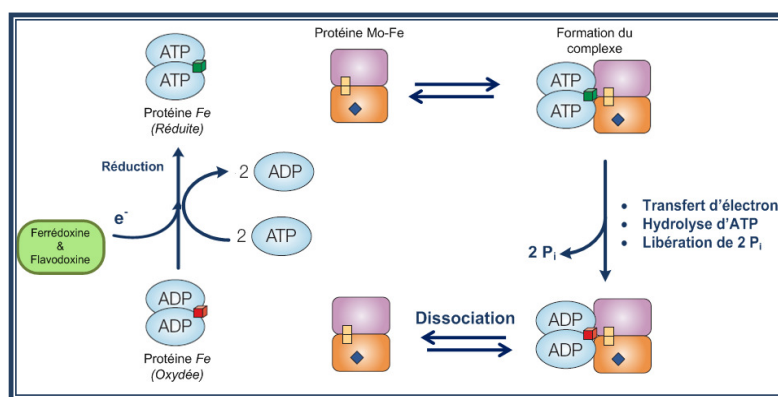 ATP
ATP
Protéine Fe
(Réduite)
Protéine Mo-Fe
Formation du
complexe
ATP
ATP
Réduction
2 ADP
e-
2 ATP
Ferrédoxine
&
Flavodoxine
• Transfert d'électron
• Hydrolyse d'ATP
• Libération de 2 Pi
2 Pi
ADP
ADP
Protéine Fe
(Oxydée)
Dissociation
ADP
ADP